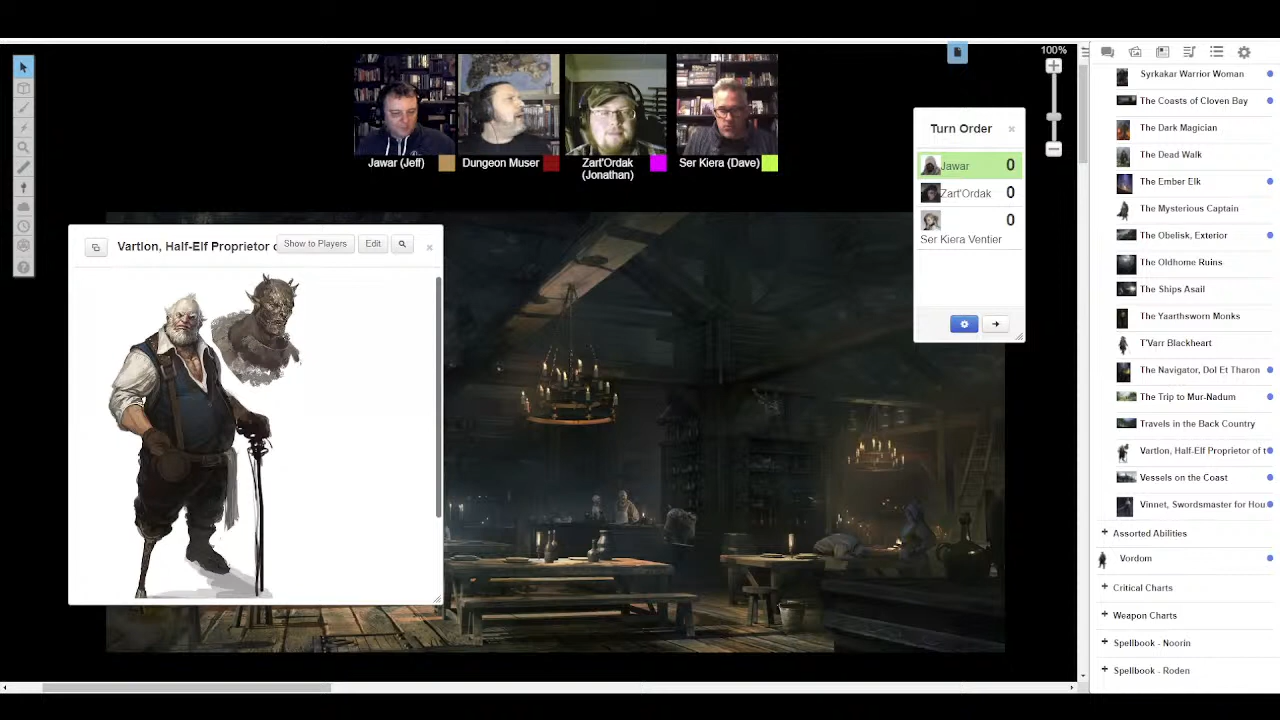 100%
Jawar (Jeff)
Dungeon Muser
Zart'Ordak
(Jonathan)
Ser Kiera (Dave)
Turn Order
Jawar 0
Zart'Ordak 0
0
Ser Kiera Ventier
Vartlon, Half-Elf Proprietor
Show to Players
Edit
Syrkakar Warrior Woman
The Coasts of Cloven Bay
The Dark Magician
The Dead Walk
The Ember Elk
The Mysterious Captain
The Obelisk, Exterior
The Oldhome Ruins
The Ships Asail
The Yaarthsworn Monks
T'Varr Blackheart
The Navigator, Dol Et Tharon
The Trip to Mur-Nadum
Travels in the Back Country
Vartlon, Half-Elf Proprietor of t
Vessels on the Coast
Vinnet, Swordsmaster for Hou
Assorted Abilities
Vordom
Critical Charts
Weapon Charts
Spellbook - Noorin
Spellbook - Roden